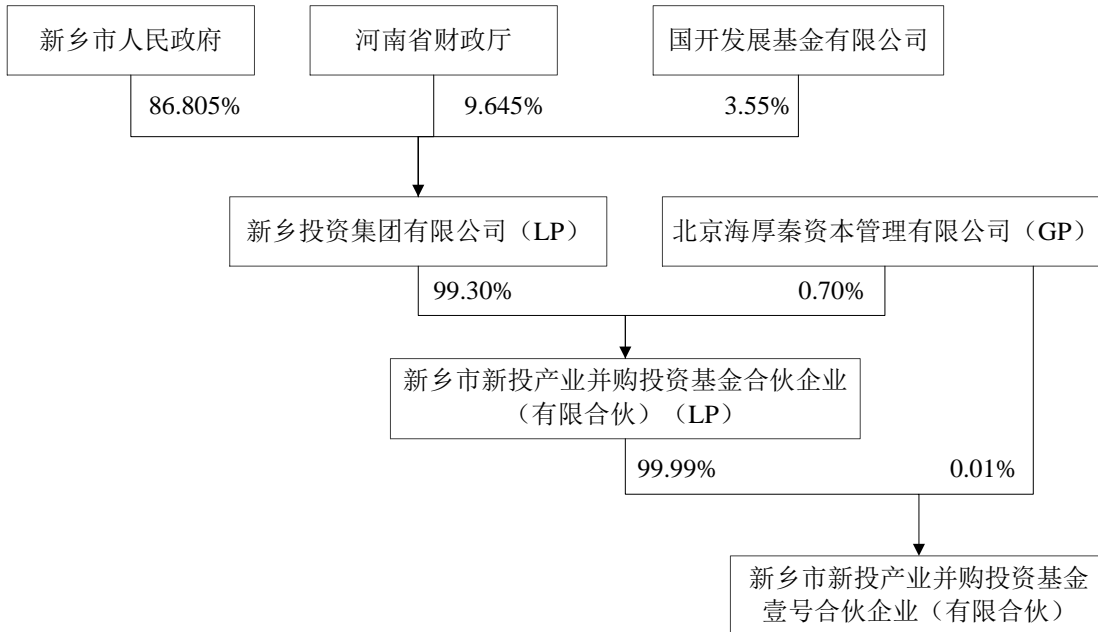 新乡市人民政府
河南省财政厅
国开发展基金有限公司
86.805%
9.645%
3.55%
新乡投资集团有限公司（LP）
北京海厚秦资本管理有限公司（GP）
99.30%
0.70%
新乡市新投产业并购投资基金合伙企业
（有限合伙）（LP）
99.99%
0.01%
新乡市新投产业并购投资基金
壹号合伙企业（有限合伙）